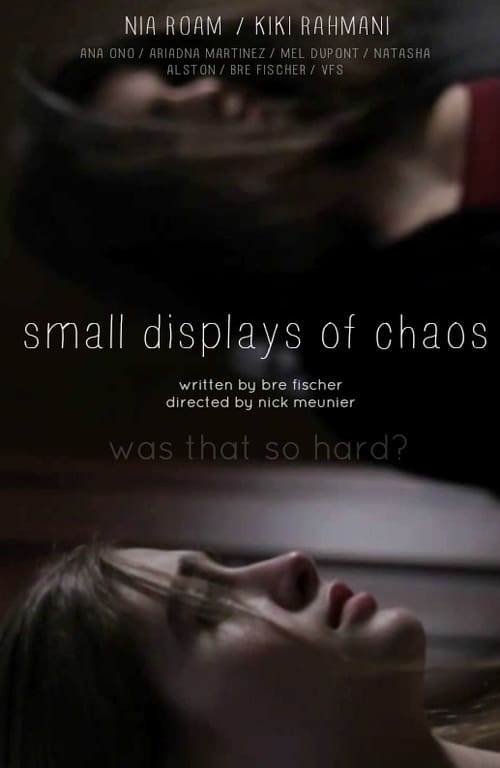 NIA ROAM / KIKI RAHMANI
ANA ONO / ARIADNA MARTINEZ / MEL DUPONT / NATASHA
ALSTON / BRE FISCHER / VFS
small displays of chaos
written by bre fischer
directed by nick meunier
was that so hard?